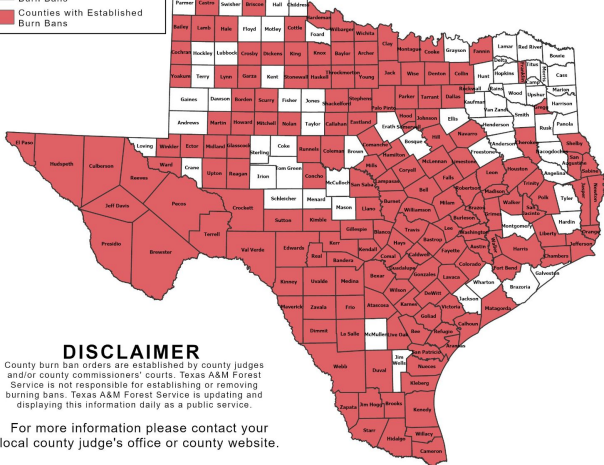 Burn Bans
Counties with Established
Burn Bans
Parmer Castro Swisher Briscoe Hall Childress
Hardeman
Bailey Lamb Hale Floyd Motley Cottle Foard Wilbarger Wichita Clay Montague Cooke Grayson Fannin Lamar Red River Bowie
Cochran Hockley Lubbock Crosby Dickens King Knox Baylor Archer Jack Wise Denton Collin Hunt Delta Hopkins Franklin Titus Camp Morris Cass
Yoakum Terry Lynn Garza Kent Stonewall Haskell Throckmorton Young Parker Tarrant Dallas Rockwall Kaufman Rains Wood Upshur Marion
Gaines Dawson Borden Scurry Fisher Jones Shackelford Stephens Palo Pinto Hood Johnson Ellis Van Zandt Smith Gregg Harrison
Andrews Martin Howard Mitchell Nolan Taylor Callahan Eastland Erath Somervell Hill Navarro Henderson Rusk Panola
El Paso Loving Winkler Ector Midland Glasscock Sterling Coke Runnels Coleman Brown Comanche Hamilton Bosque Freestone Anderson Cherokee Nacogdoches Shelby
Hudspeth Culberson Reeves Ward Crane Upton Reagan Irion Tom Green Concho McCulloch San Saba Mills Lampasas Coryell McLennan Limestone Leon Houston Angelina San Augustine Sabine
Jeff Davis Pecos Crockett Schleicher Menard Mason Llano Burnet Bell Falls Robertson Madison Trinity Polk Tyler Jasper Newton
Presidio Brewster Terrell Sutton Kimble Gillespie Blanco Williamson Milam Brazos Grimes Walker San Jacinto Hardin
Val Verde Edwards Real Kerr Kendall Hays Travis Bastrop Lee Burleson Washington Montgomery Liberty Orange
Bandera Comal Caldwell Fayette Austin Waller Harris Chambers Jefferson
Kinney Uvalde Medina Bexar Guadalupe Gonzales Lavaca Colorado Fort Bend Galveston
Maverick Zavala Frio Atascosa Wilson Karnes DeWitt Victoria Jackson Wharton Brazoria
Dimmit La Salle McMullen Live Oak Bee Goliad Refugio Calhoun Matagorda
Webb Duval Jim Wells San Patricio Aransas Nueces
Kleberg
Zapata Jim Hogg Brooks Kenedy
Starr Hidalgo Willacy
Cameron
DISCLAIMER
County burn ban orders are established by county judges
and/or county commissioners' courts. Texas A&M Forest
Service is not responsible for establishing or removing
burning bans. Texas A&M Forest Service is updating and
displaying this information daily as a public service.
For more information please contact your
local county judge's office or county website.